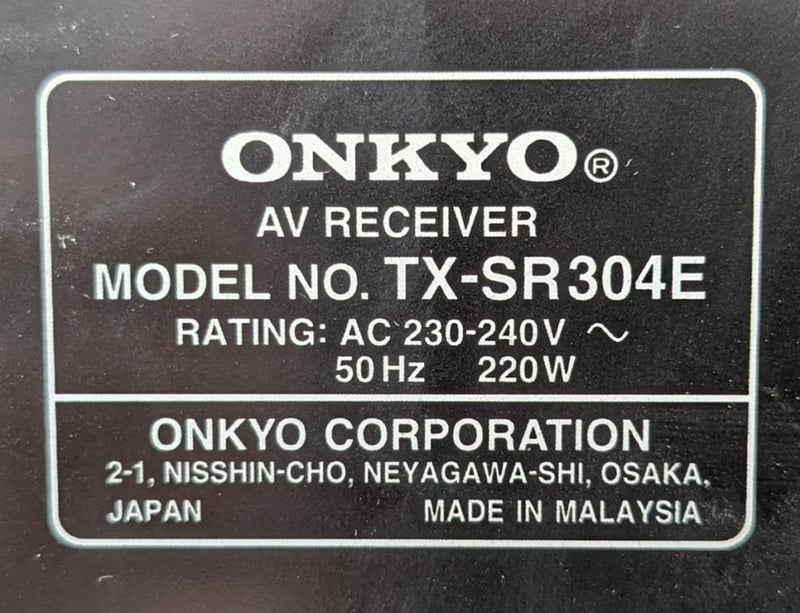 ONKYO®
AV RECEIVER
MODEL NO. TX-SR304E
RATING: AC 230-240V ~
50Hz 220W
ONKYO CORPORATION
2-1, NISSHIN-CHO, NEYAGAWA-SHI, OSAKA,
JAPAN MADE IN MALAYSIA